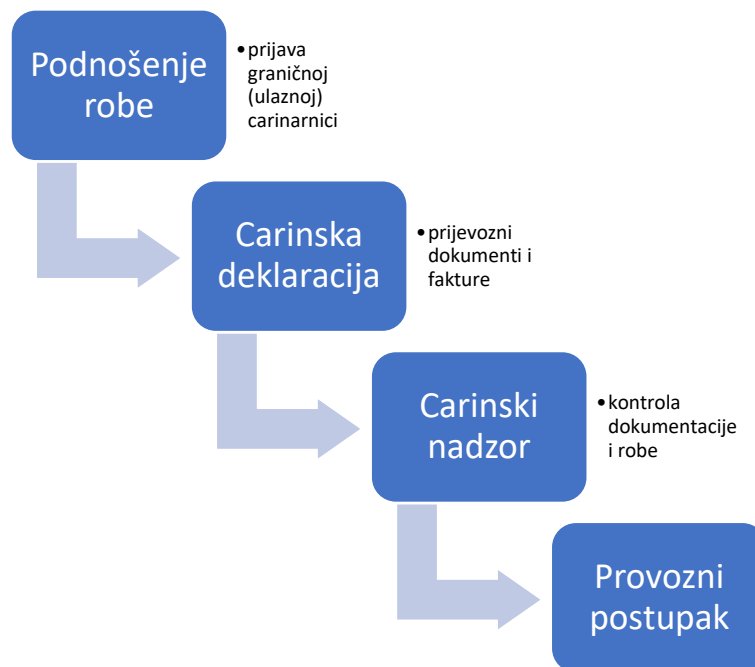 Podnošenje
robe
•prijava
graničnoj
(ulaznoj)
carinarnici
Carinska
deklaracija
•prijevozni
dokumenti i
fakture
Carinski
nadzor
•kontrola
dokumentacije
i robe
Provozni
postupak